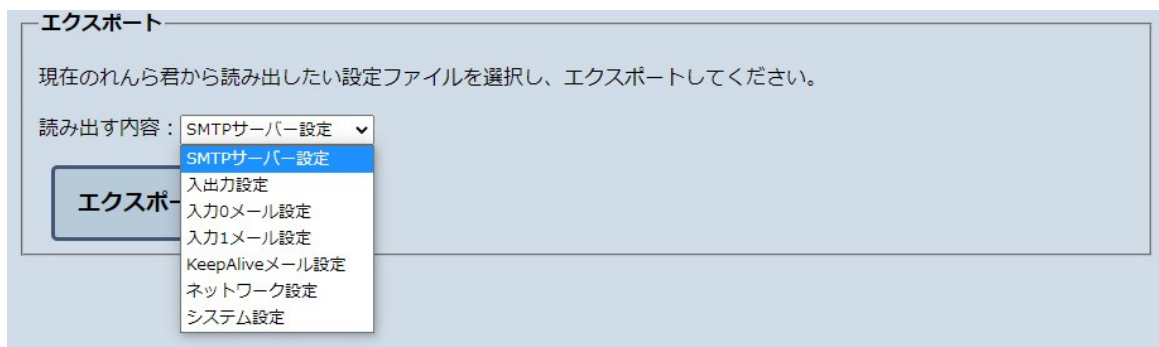 エクスポート
現在のれんら君から読み出したい設定ファイルを選択し、エクスポートしてください。
読み出す内容：SMTPサーバー設定
SMTPサーバー設定
入出力設定
エクスポー
入力0メール設定
入力1メール設定
KeepAliveメール設定
ネットワーク設定
システム設定